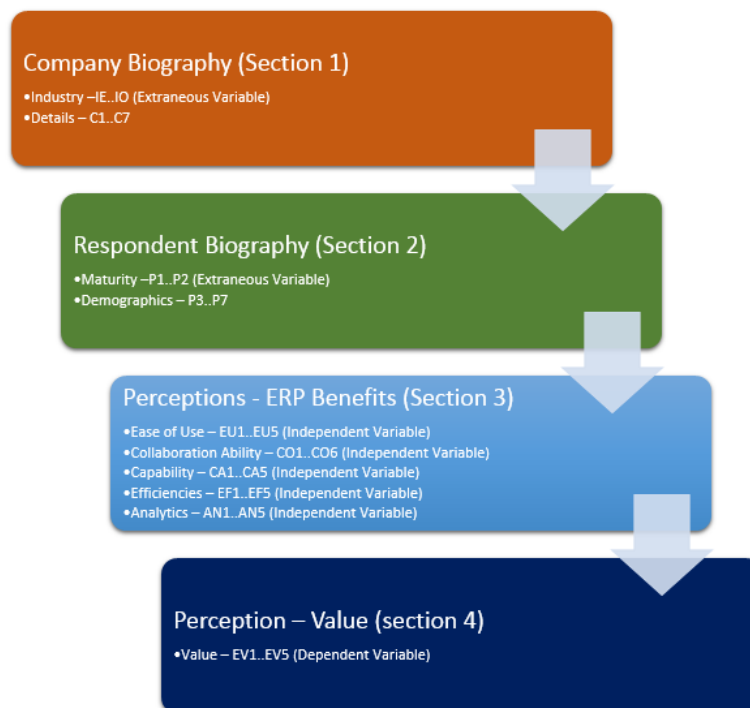 Company Biography (Section 1)
•Industry –IE..IO (Extraneous Variable)
•Details – C1..C7
Respondent Biography (Section 2)
•Maturity –P1..P2 (Extraneous Variable)
•Demographics – P3..P7
Perceptions - ERP Benefits (Section 3)
•Ease of Use – EU1..EU5 (Independent Variable)
•Collaboration Ability – CO1..CO6 (Independent Variable)
•Capability – CA1..CA5 (Independent Variable)
•Efficiencies – EF1..EF5 (Independent Variable)
•Analytics – AN1..AN5 (Independent Variable)
Perception – Value (section 4)
•Value – EV1..EV5 (Dependent Variable)